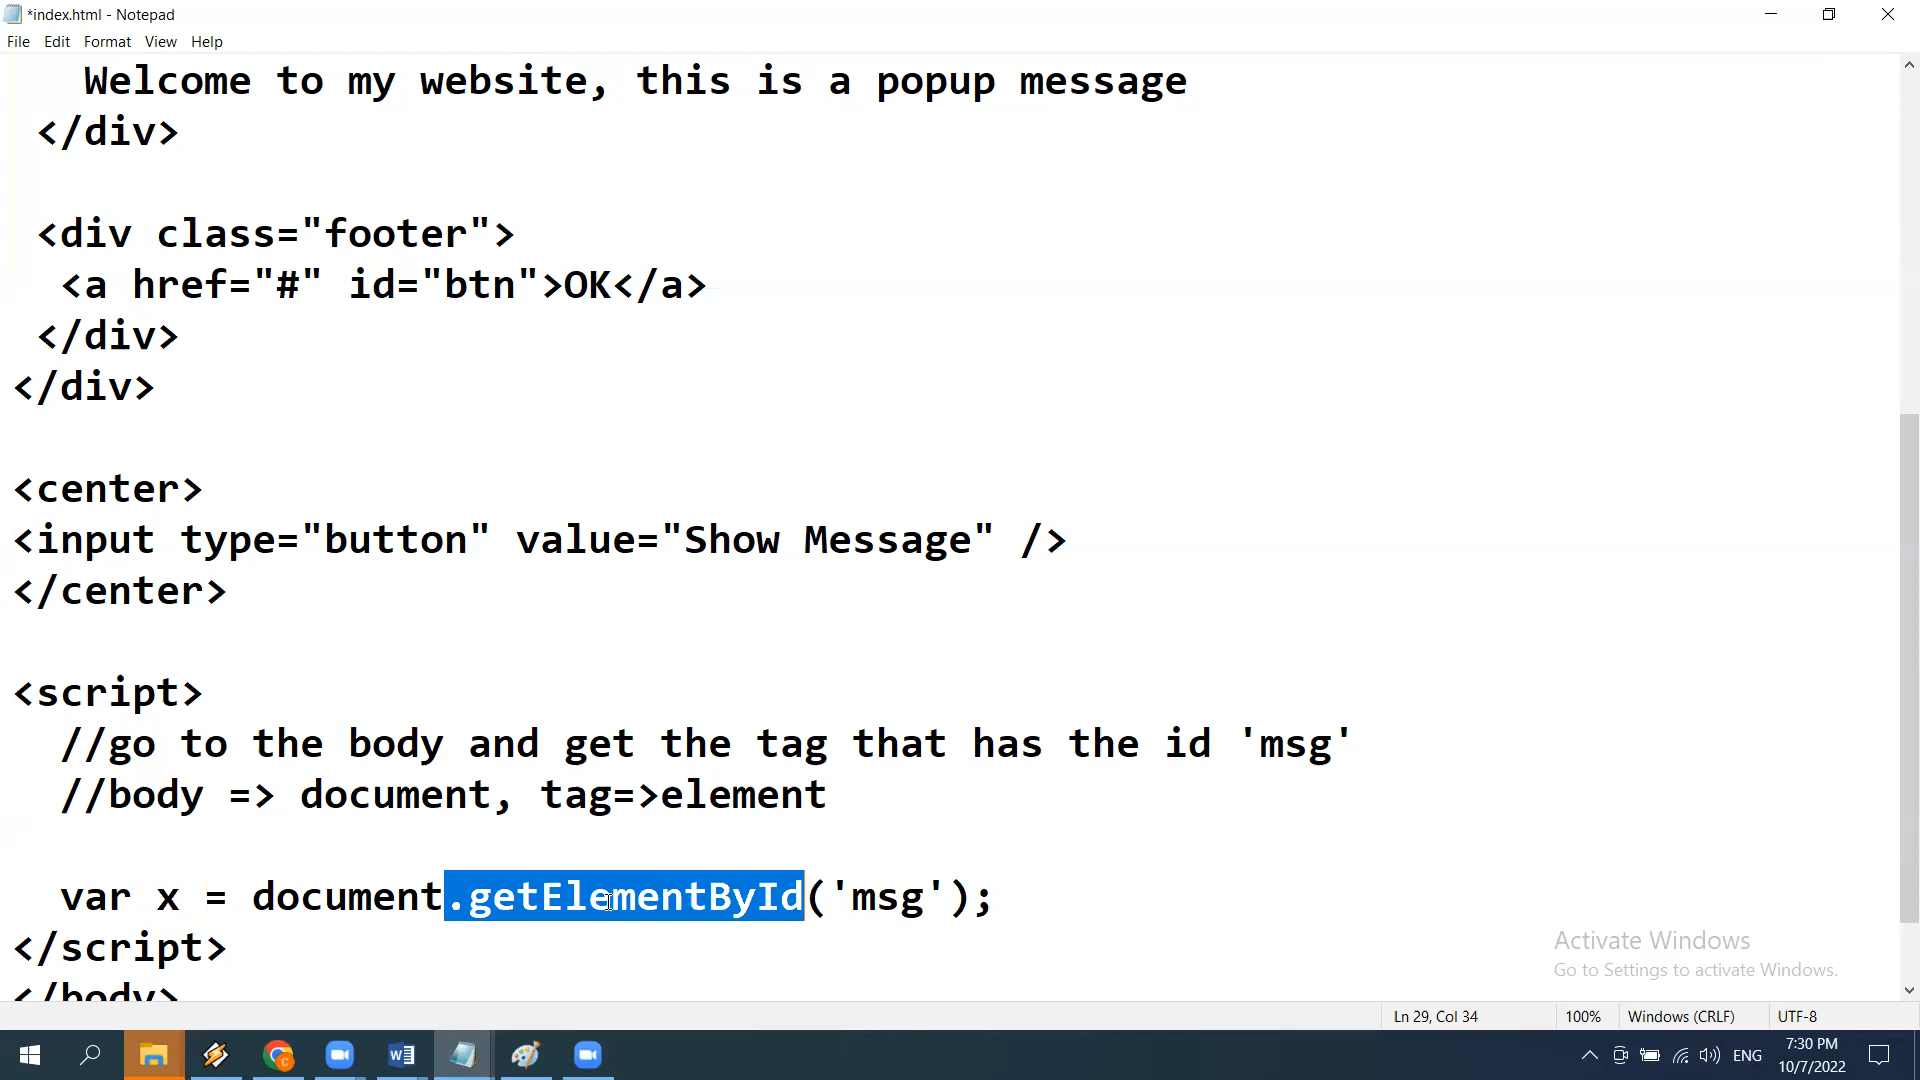 *index.html - Notepad
File Edit Format View Help
Welcome to my website, this is a popup message
</div>
<div class="footer">
<a href="#" id="btn">OK</a>
</div>
</div>
<center>
<input type="button" value="Show Message" />
</center>
<script>
//go to the body and get the tag that has the id 'msg'
//body => document, tag=>element
var x = document.getElementById('msg');
</script>
</body>
Activate Windows
Go to Settings to activate Windows.
Ln 29, Col 34 100% Windows (CRLF) UTF-8
ENG 7:30 PM
10/7/2022